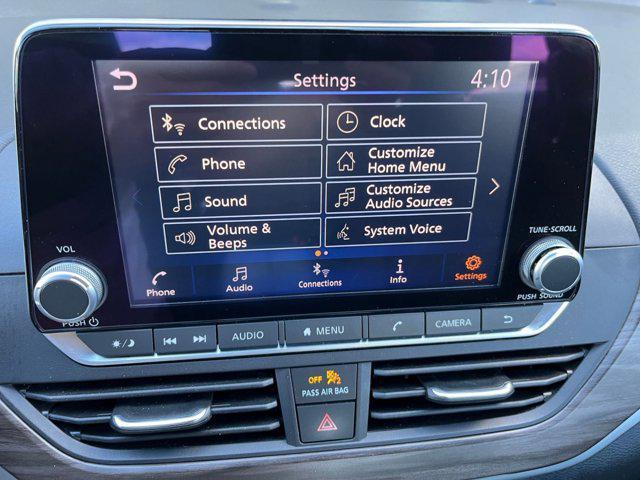 Settings
4:10
Connections
Clock
Phone
Customize
Home Menu
Sound
Customize
Audio Sources
Volume &
Beeps
System Voice
Phone
Audio
Connections
Info
Settings
VOL
PUSH
TUNE·SCROLL
PUSH SOUND
AUDIO
MENU
CAMERA
OFF
2
PASS AIR BAG